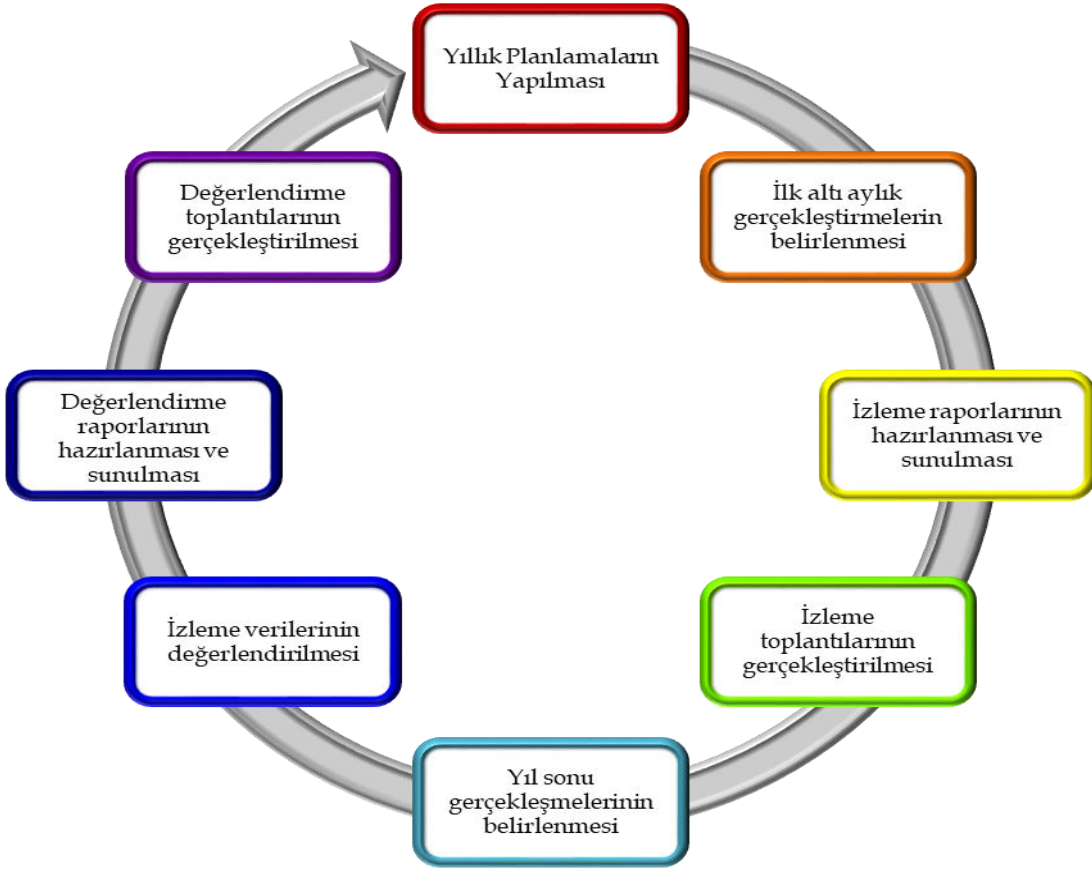 Yıllık Planlamaların
Yapılması
İlk altı aylık
gerçekleştirmelerin
belirlenmesi
İzleme raporlarının
hazırlanması ve
sunulması
İzleme
toplantılarının
gerçekleştirilmesi
Yıl sonu
gerçekleşmelerinin
belirlenmesi
İzleme verilerinin
değerlendirilmesi
Değerlendirme
raporlarının
hazırlanması ve
sunulması
Değerlendirme
toplantılarının
gerçekleştirilmesi